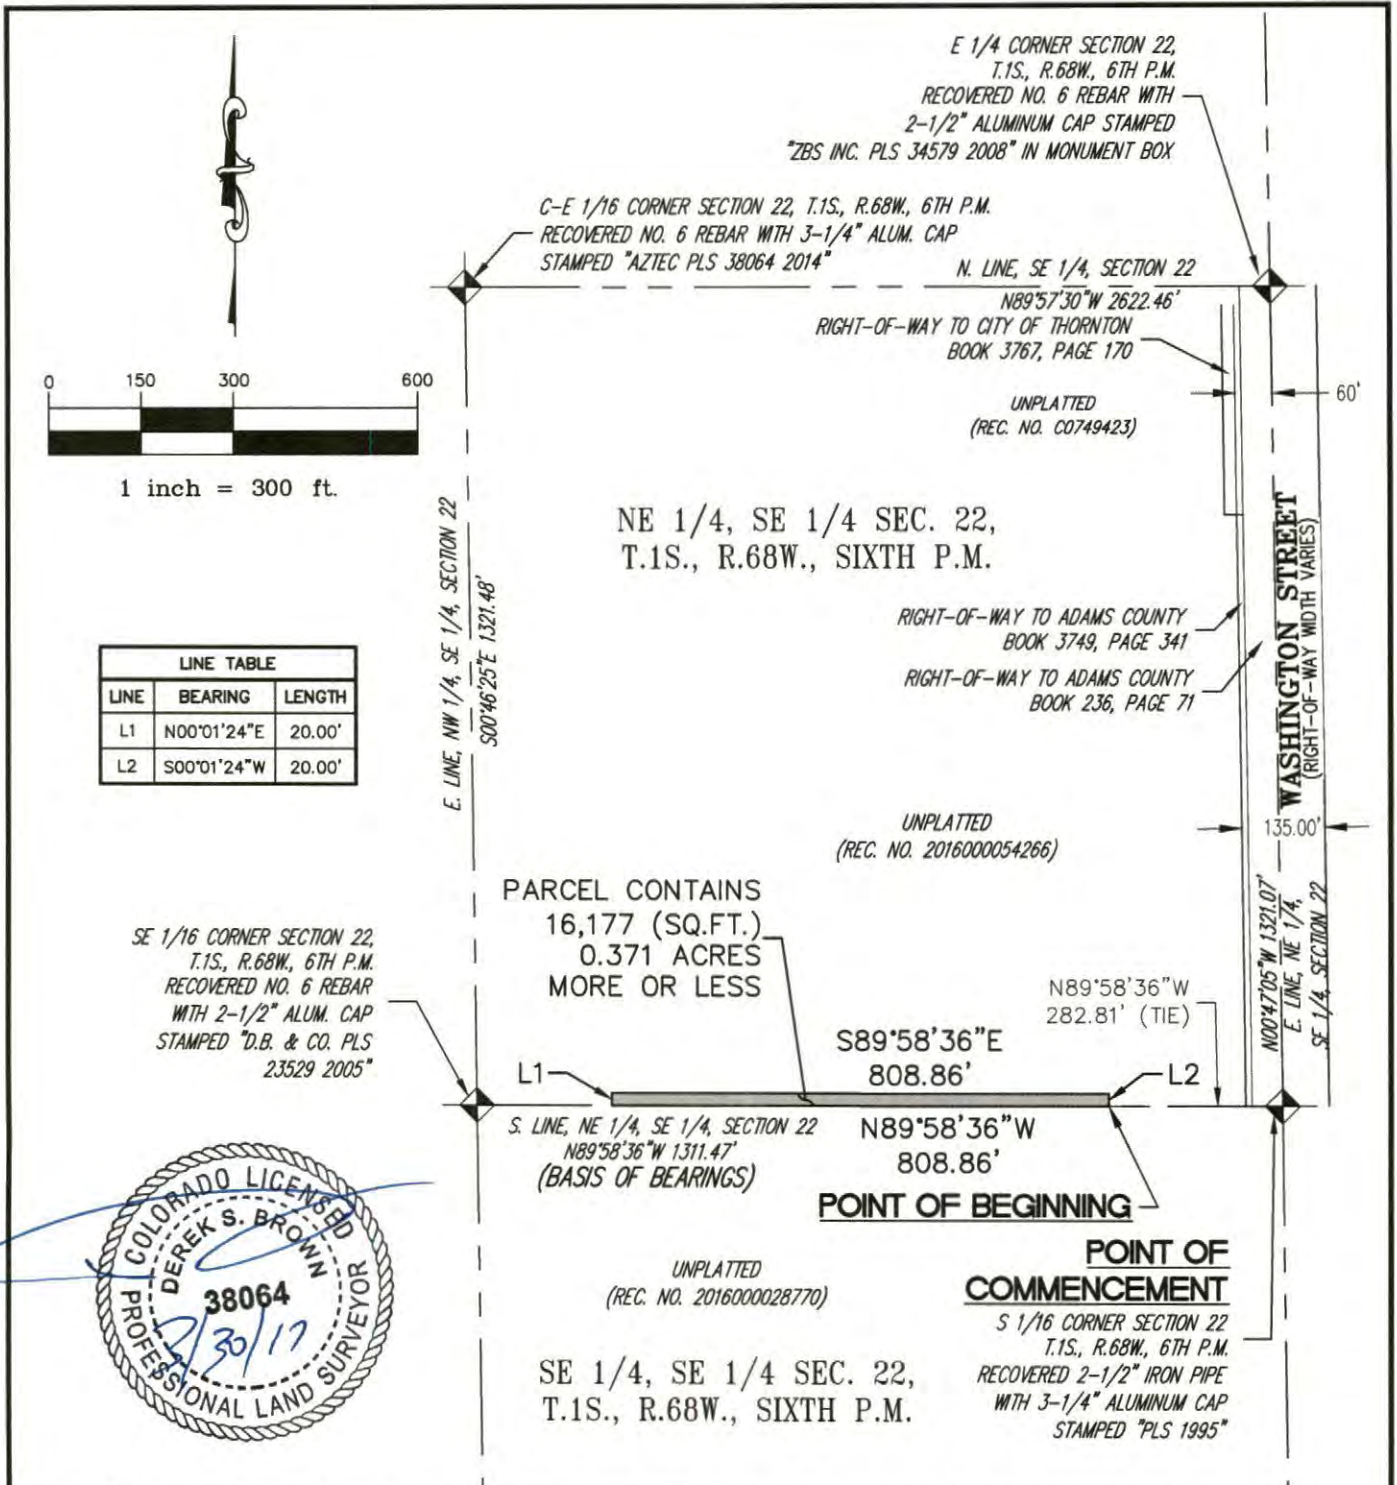 E 1/4 CORNER SECTION 22,
T.1S., R.68W., 6TH P.M.
RECOVERED NO. 6 REBAR WITH
2-1/2" ALUMINUM CAP STAMPED
"ZBS INC. PLS 34579 2008" IN MONUMENT BOX
C-E 1/16 CORNER SECTION 22, T.1S., R.68W., 6TH P.M.
RECOVERED NO. 6 REBAR WITH 3-1/4" ALUM. CAP
STAMPED "AZTEC PLS 38064 2014"
N. LINE, SE 1/4, SECTION 22
N89°57'30"W 2622.46'
RIGHT-OF-WAY TO CITY OF THORNTON
BOOK 3767, PAGE 170
60'
UNPLATTED
(REC. NO. C0749423)
0 150 300 600
1 inch = 300 ft.
NE 1/4, SE 1/4 SEC. 22,
T.1S., R.68W., SIXTH P.M.
E. LINE, NW 1/4, SE 1/4, SECTION 22
S00°46'25"E 1321.48'
WASHINGTON STREET
(RIGHT-OF-WAY WIDTH VARIES)
RIGHT-OF-WAY TO ADAMS COUNTY
BOOK 3749, PAGE 341
RIGHT-OF-WAY TO ADAMS COUNTY
BOOK 236, PAGE 71
LINE TABLE
LINE BEARING LENGTH
L1 N00°01'24"E 20.00'
L2 S00°01'24"W 20.00'
UNPLATTED
(REC. NO. 2016000054266)
135.00'
PARCEL CONTAINS
16,177 (SQ.FT.)
0.371 ACRES
MORE OR LESS
N00°47'05"W 1321.07'
E. LINE, NE 1/4,
SE 1/4, SECTION 22
SE 1/16 CORNER SECTION 22,
T.1S., R.68W., 6TH P.M.
RECOVERED NO. 6 REBAR
WITH 2-1/2" ALUM. CAP
STAMPED "D.B. & CO. PLS
23529 2005"
N89°58'36"W
282.81' (TIE)
S89°58'36"E
808.86'
L1
L2
S. LINE, NE 1/4, SE 1/4, SECTION 22
N89°58'36"W 1311.47'
(BASIS OF BEARINGS)
N89°58'36"W
808.86'
POINT OF BEGINNING
POINT OF
COMMENCEMENT
S 1/16 CORNER SECTION 22
T.1S., R.68W., 6TH P.M.
RECOVERED 2-1/2" IRON PIPE
WITH 3-1/4" ALUMINUM CAP
STAMPED "PLS 1995"
COLORADO LICENSED
DEREK S. BROWN
38064
PROFESSIONAL LAND SURVEYOR
UNPLATTED
(REC. NO. 2016000028770)
SE 1/4, SE 1/4 SEC. 22,
T.1S., R.68W., SIXTH P.M.